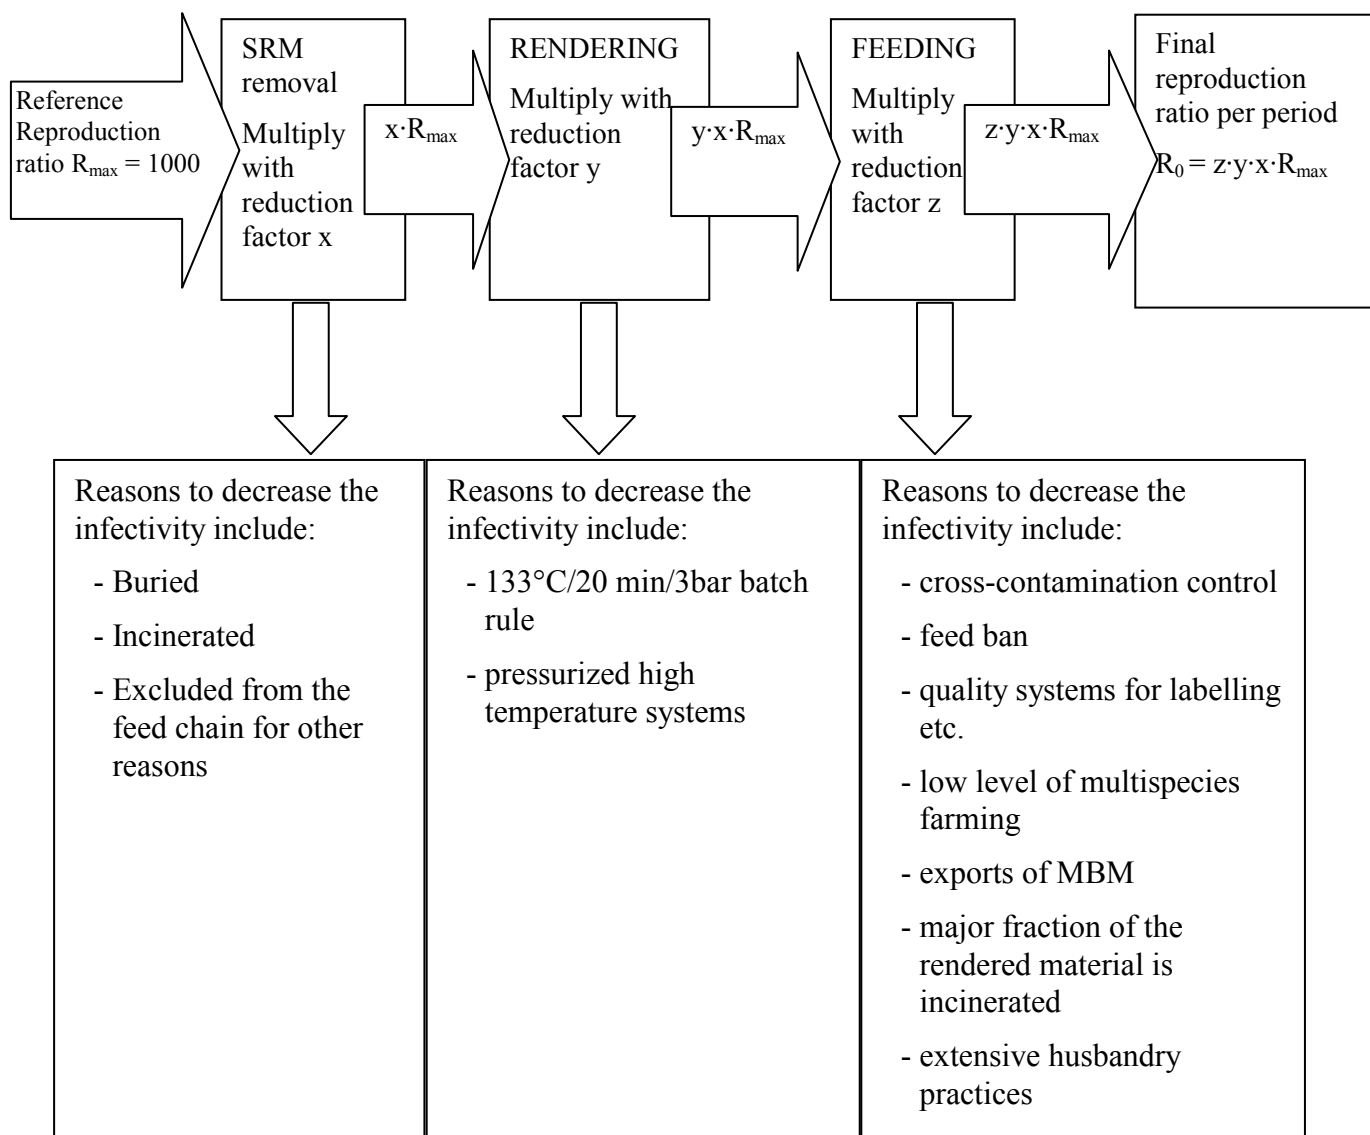 Reference
Reproduction
ratio Rmax = 1000
SRM
removal
Multiply
with
reduction
factor x
x·Rmax
RENDERING
Multiply with
reduction
factor y
y·x·Rmax
FEEDING
Multiply
with
reduction
factor z
z·y·x·Rmax
Final
reproduction
ratio per period
R0 = z·y·x·Rmax
Reasons to decrease the
infectivity include:
- Buried
- Incinerated
- Excluded from the
feed chain for other
reasons
Reasons to decrease the
infectivity include:
- 133°C/20 min/3bar batch
rule
- pressurized high
temperature systems
Reasons to decrease the
infectivity include:
- cross-contamination control
- feed ban
- quality systems for labelling
etc.
- low level of multispecies
farming
- exports of MBM
- major fraction of the
rendered material is
incinerated
- extensive husbandry
practices